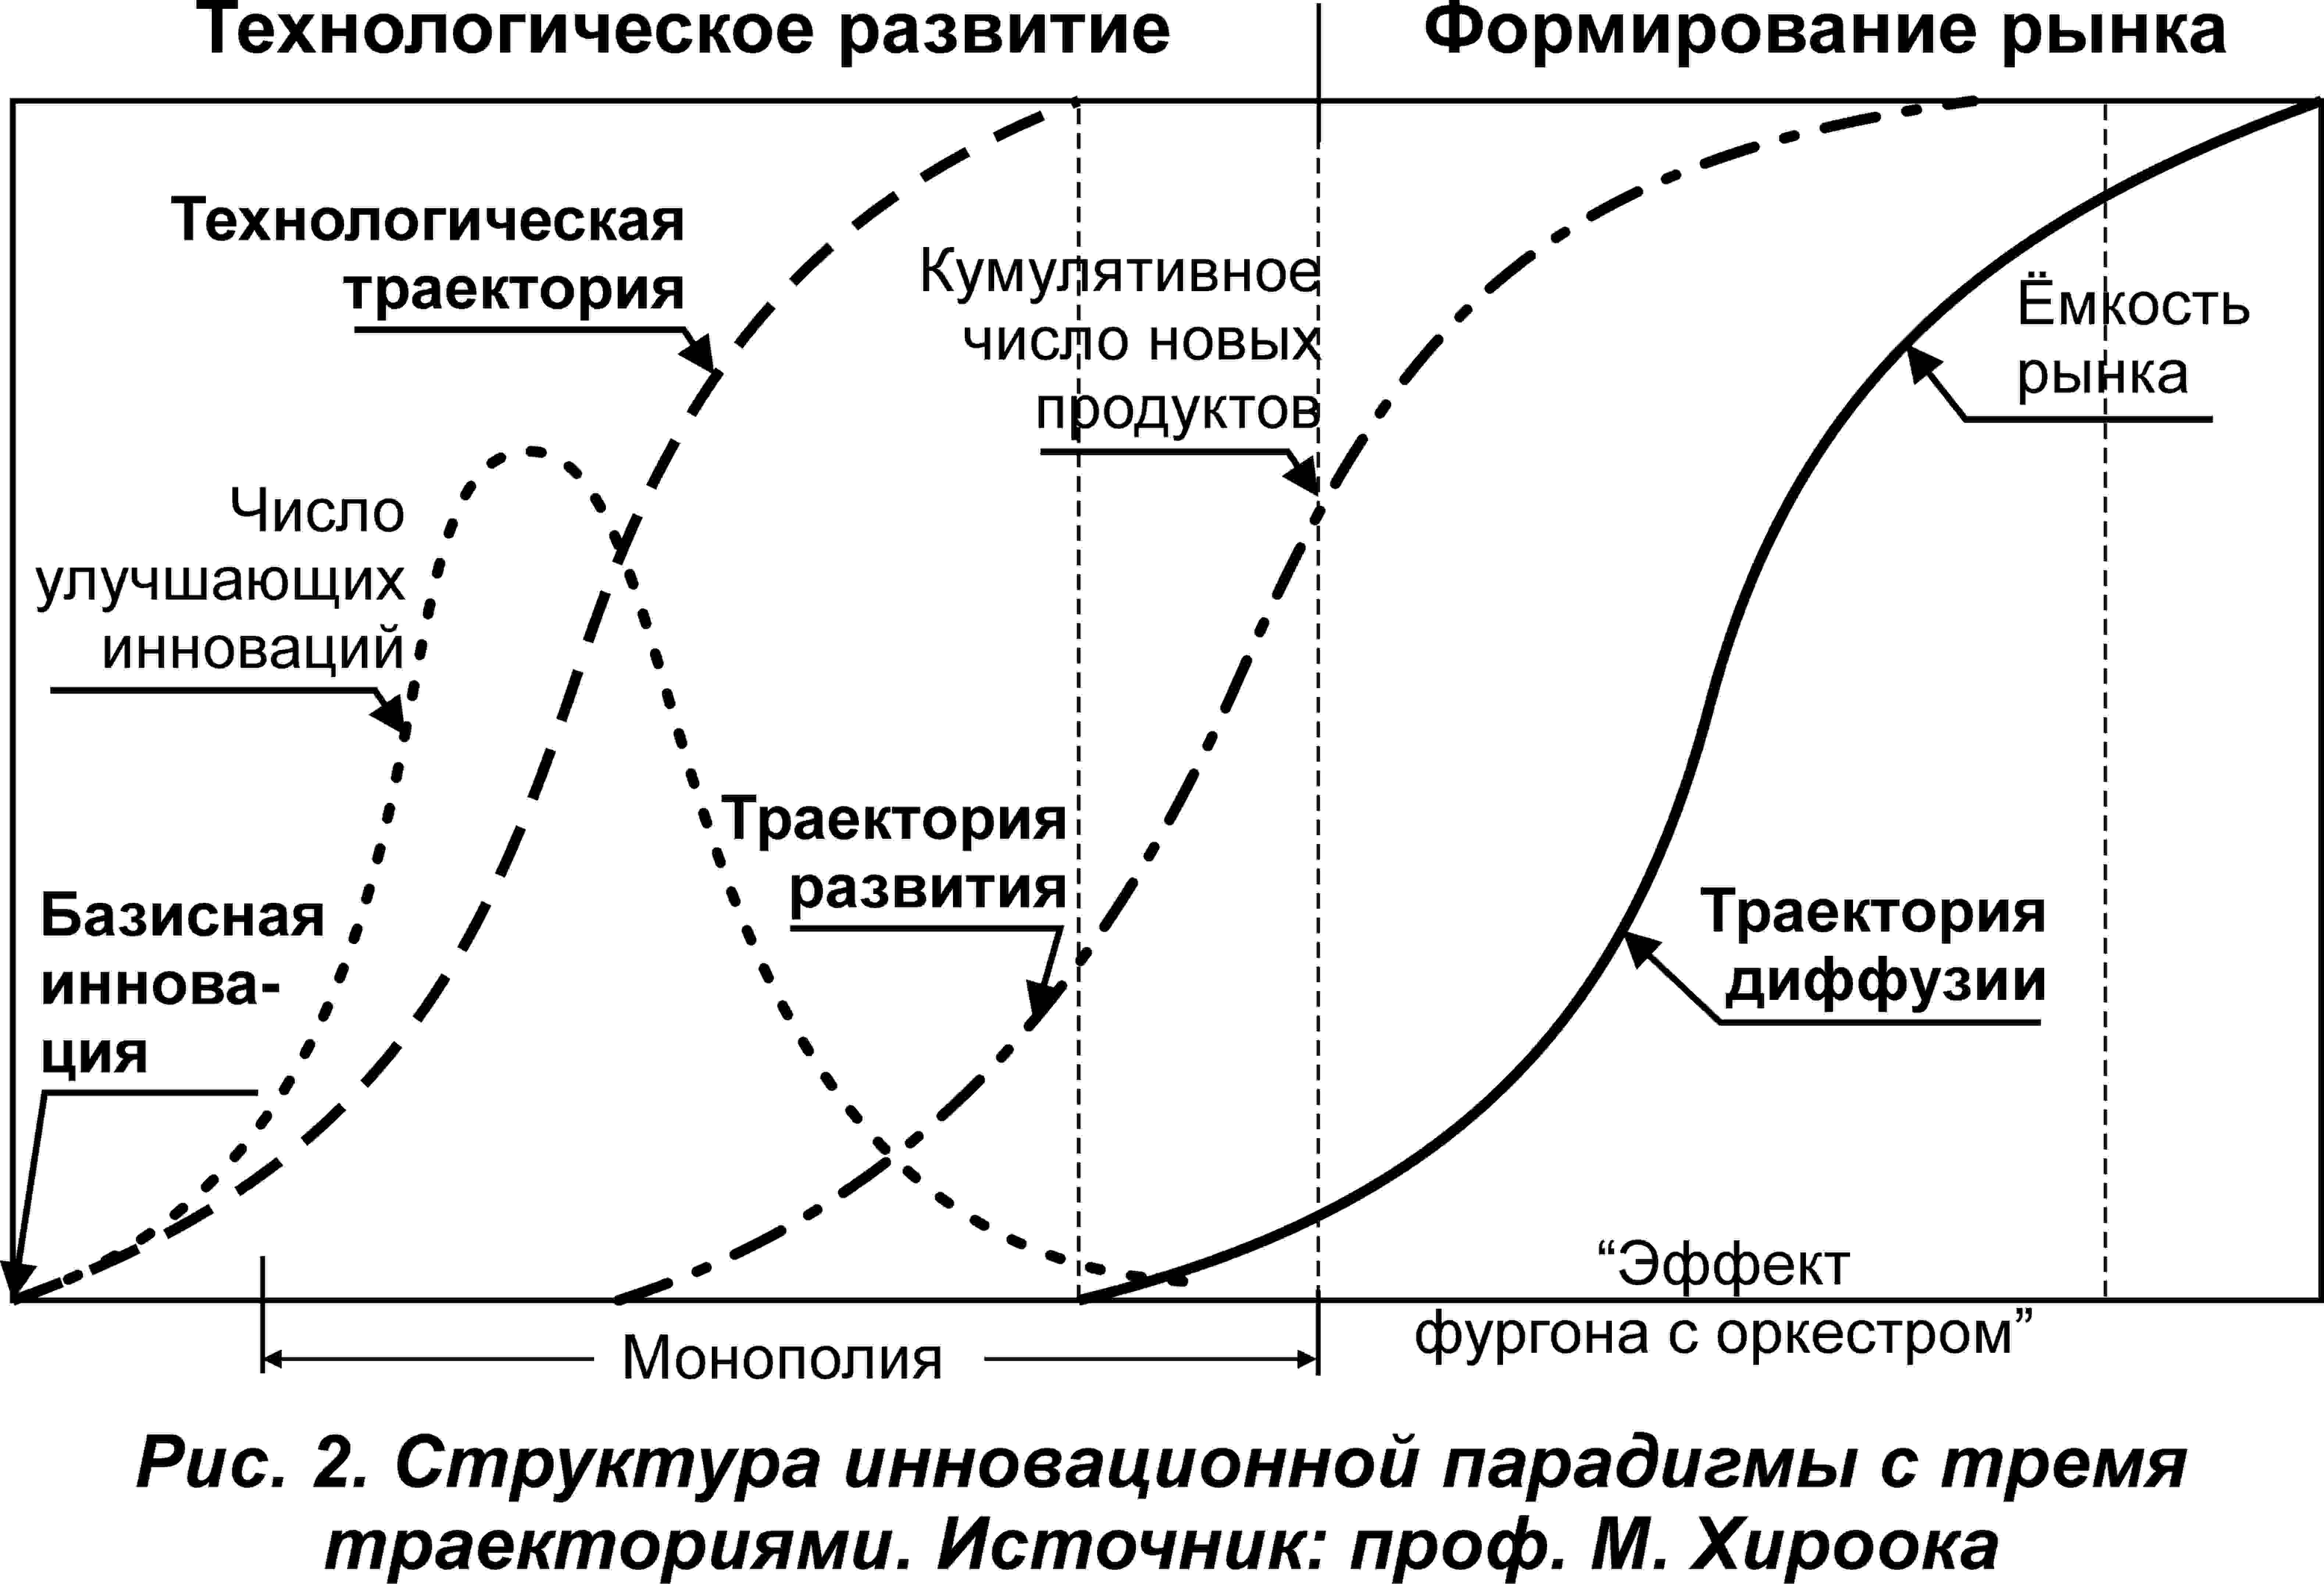 Технологическое развитие
Формирование рынка
Технологическая
траектория
Кумулятивное
число новых
продуктов
Ёмкость
рынка
Число
улучшающих
инноваций
Траектория
развития
Базисная
иннова-
ция
Траектория
диффузии
“Эффект
фургона с оркестром”
Монополия
Рис. 2. Структура инновационной парадигмы с тремя
траекториями. Источник: проф. М. Хироока